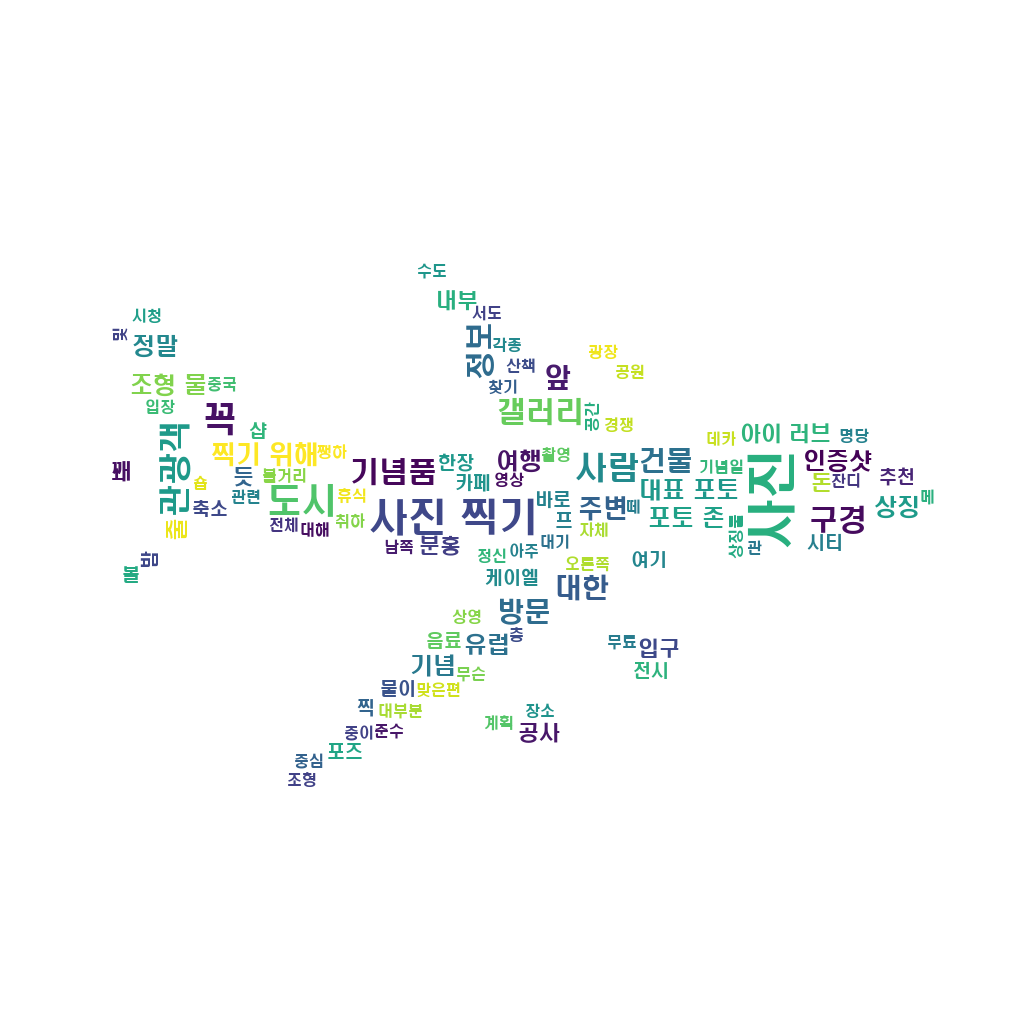 수도
내부
서도
시청
및
정말
정보
각종
광장
산책
앞
공원
찾기
조형 물
중국
입장
꼭
샵
갤러리
공간
경쟁
데카
아이 러브
명당
관광객
찍기 위해
쨍하
기념품
한장
여행
촬영
사람
건물
기념일
사진
인증샷
꽤
숍
듯
볼거리
카페
영상
대표 포토
돈
잔디
추천
관련
도시
휴식
바로
주변
떼
상징
메
축소
사진 찍기
프
포토 존
구경
줄
전체
대해
취하
자체
상징물
남쪽
문홍
대기
관
시티
밤
불
정신
아주
오른쪽
여기
케이엘
대한
방문
상영
음료
유럽
층
무료
입구
기념
무슨
전시
물이
맞은편
찍
대부분
장소
계획
중이
준수
공사
포즈
중심
조형